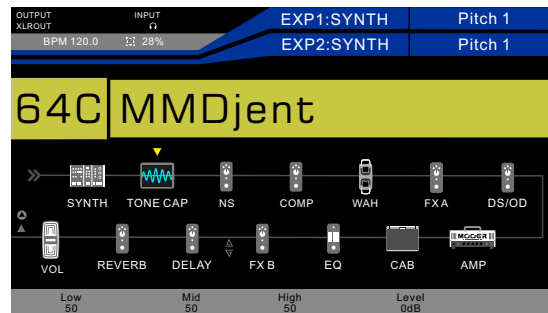 OUTPUT INPUT
XLROUT
BPM 120.0 28%
EXP1:SYNTH Pitch 1
EXP2:SYNTH Pitch 1
64C MMDjent
SYNTH TONE CAP NS COMP WAH FX A DS/OD
MOOER
VOL REVERB DELAY FX B EQ CAB AMP
Low Mid High Level
50 50 50 0dB